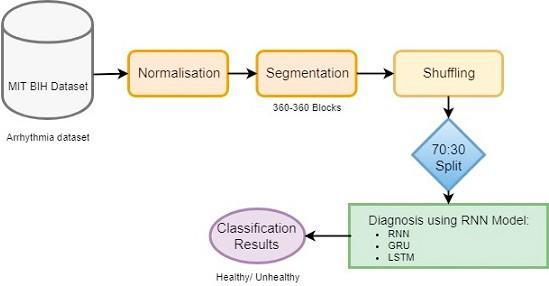 MIT BIH Dataset
Arrhythmia dataset
Normalisation
Segmentation
360-360 Blocks
Shuffling
70:30
Split
Diagnosis using RNN Model:
• RNN
• GRU
• LSTM
Classification
Results
Healthy/ Unhealthy